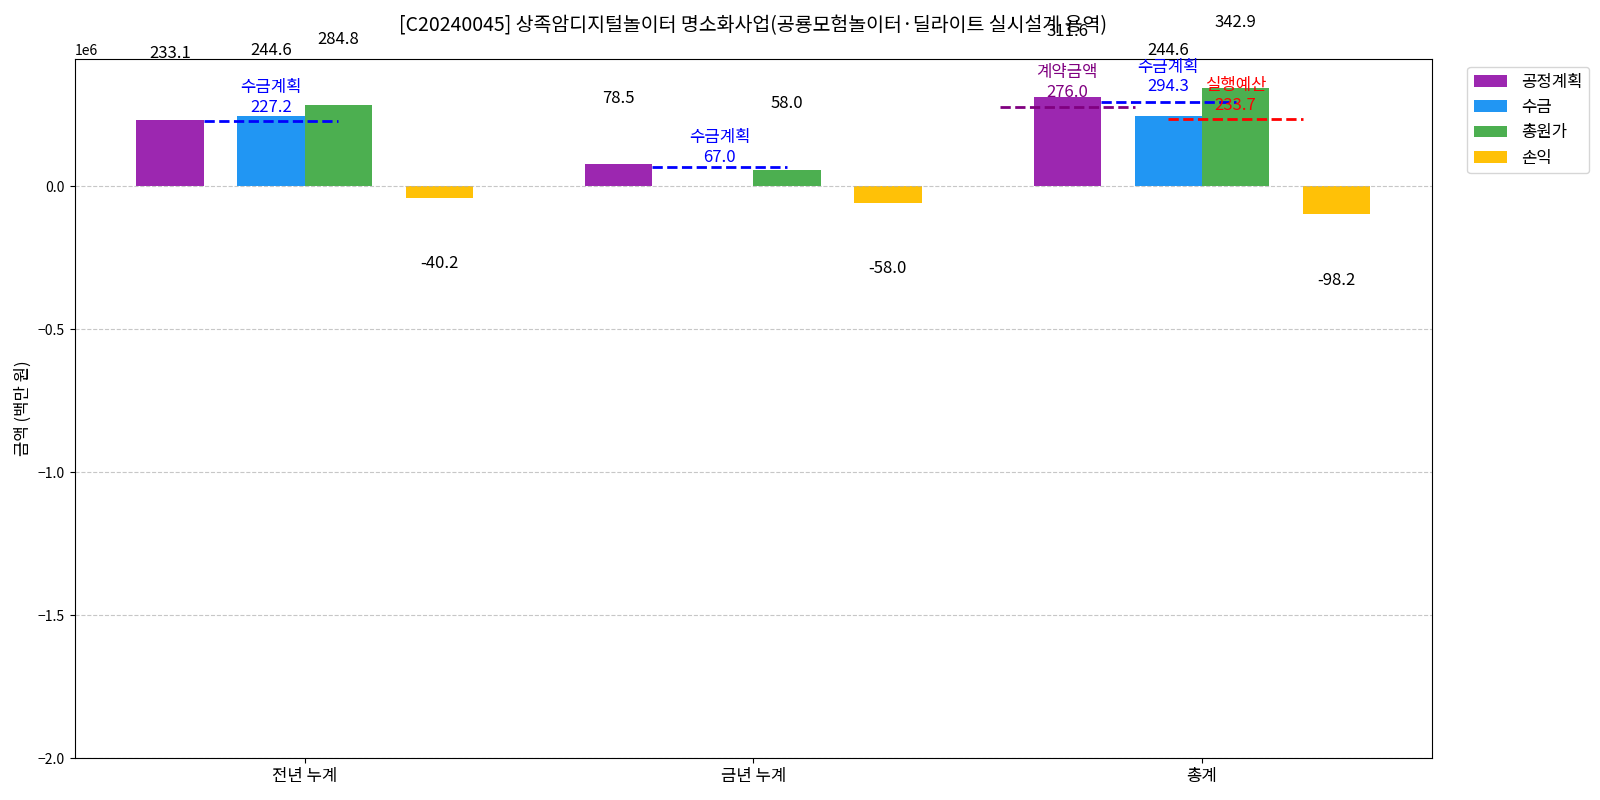 [C20240045] 상족암디지털놀이터 명소화사업(공룡모험놀이터·딜라이트 실시설계 용역)
1e6
233.1
244.6
284.8
수금계획
227.2
-40.2
78.5
58.0
수금계획
67.0
-58.0
311.6
244.6
342.9
계약금액
276.0
수금계획
294.3
실행예산
233.7
-98.2
공정계획
수금
총원가
손익
금액 (백만 원)
0.0
−0.5
−1.0
−1.5
−2.0
전년 누계
금년 누계
총계